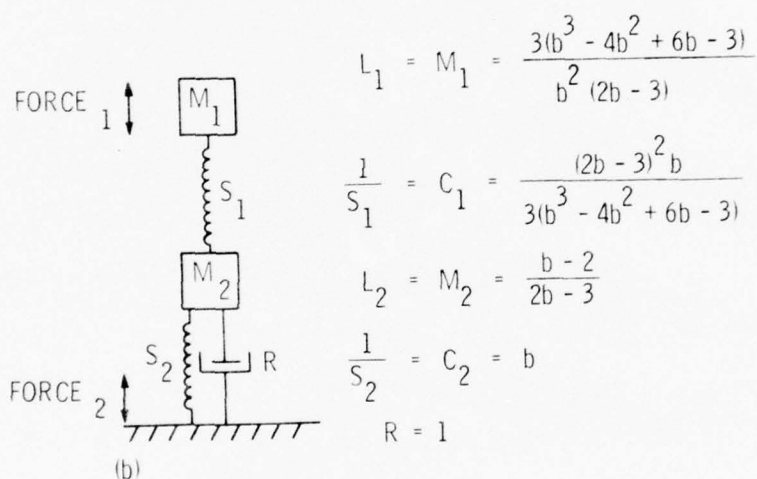 FORCE 1
M1
S1
M2
S2
R
FORCE 2
(b)
L1 = M1 = 3(b^3 - 4b^2 + 6b - 3) / b^2 (2b - 3)
1/S1 = C1 = (2b - 3)^2 b / 3(b^3 - 4b^2 + 6b - 3)
L2 = M2 = b - 2 / 2b - 3
1/S2 = C2 = b
R = 1